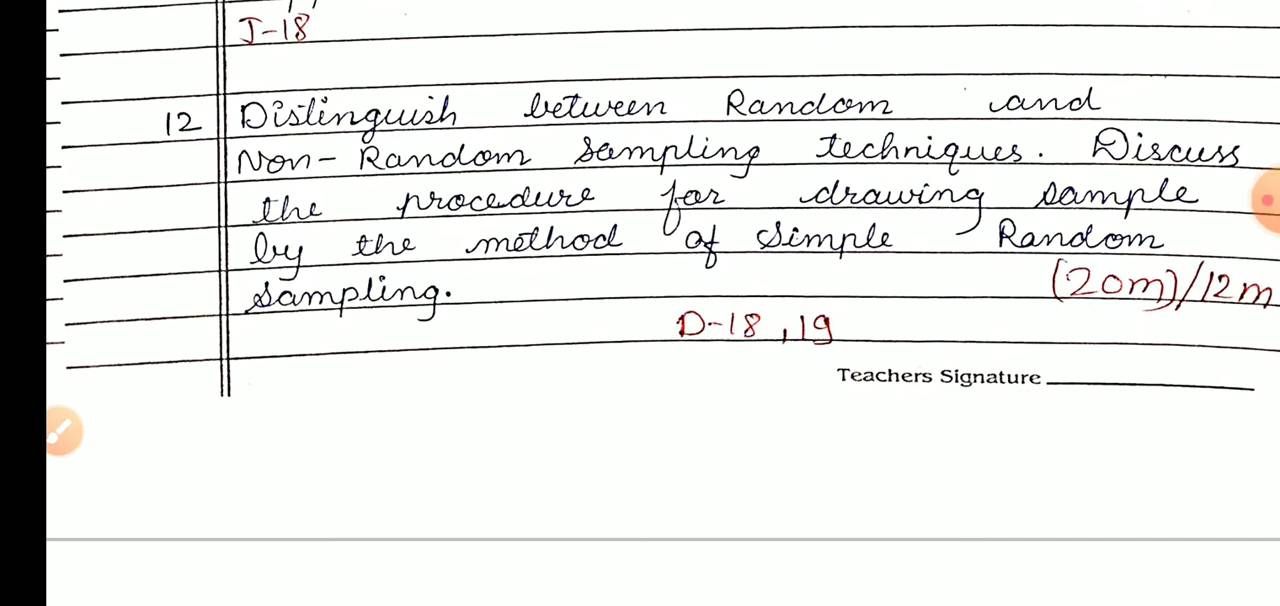 J-18
12 Distinguish between Random and
Non-Random sampling techniques. Discuss
the procedure for drawing sample
by the method of Simple Random
sampling. (20m)/12m
D-18, 19
Teachers Signature